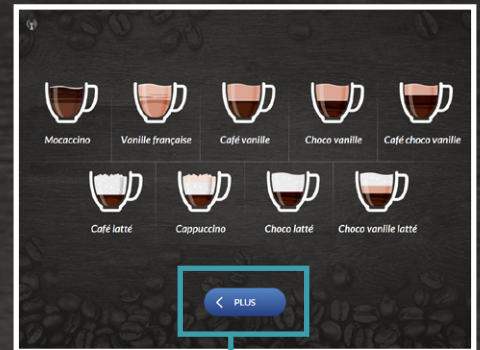 Mocaccino
Vanille française
Café vanille
Choco vanille
Café choco vanille
Café latté
Cappuccino
Choco latté
Choco vanille latté
PLUS